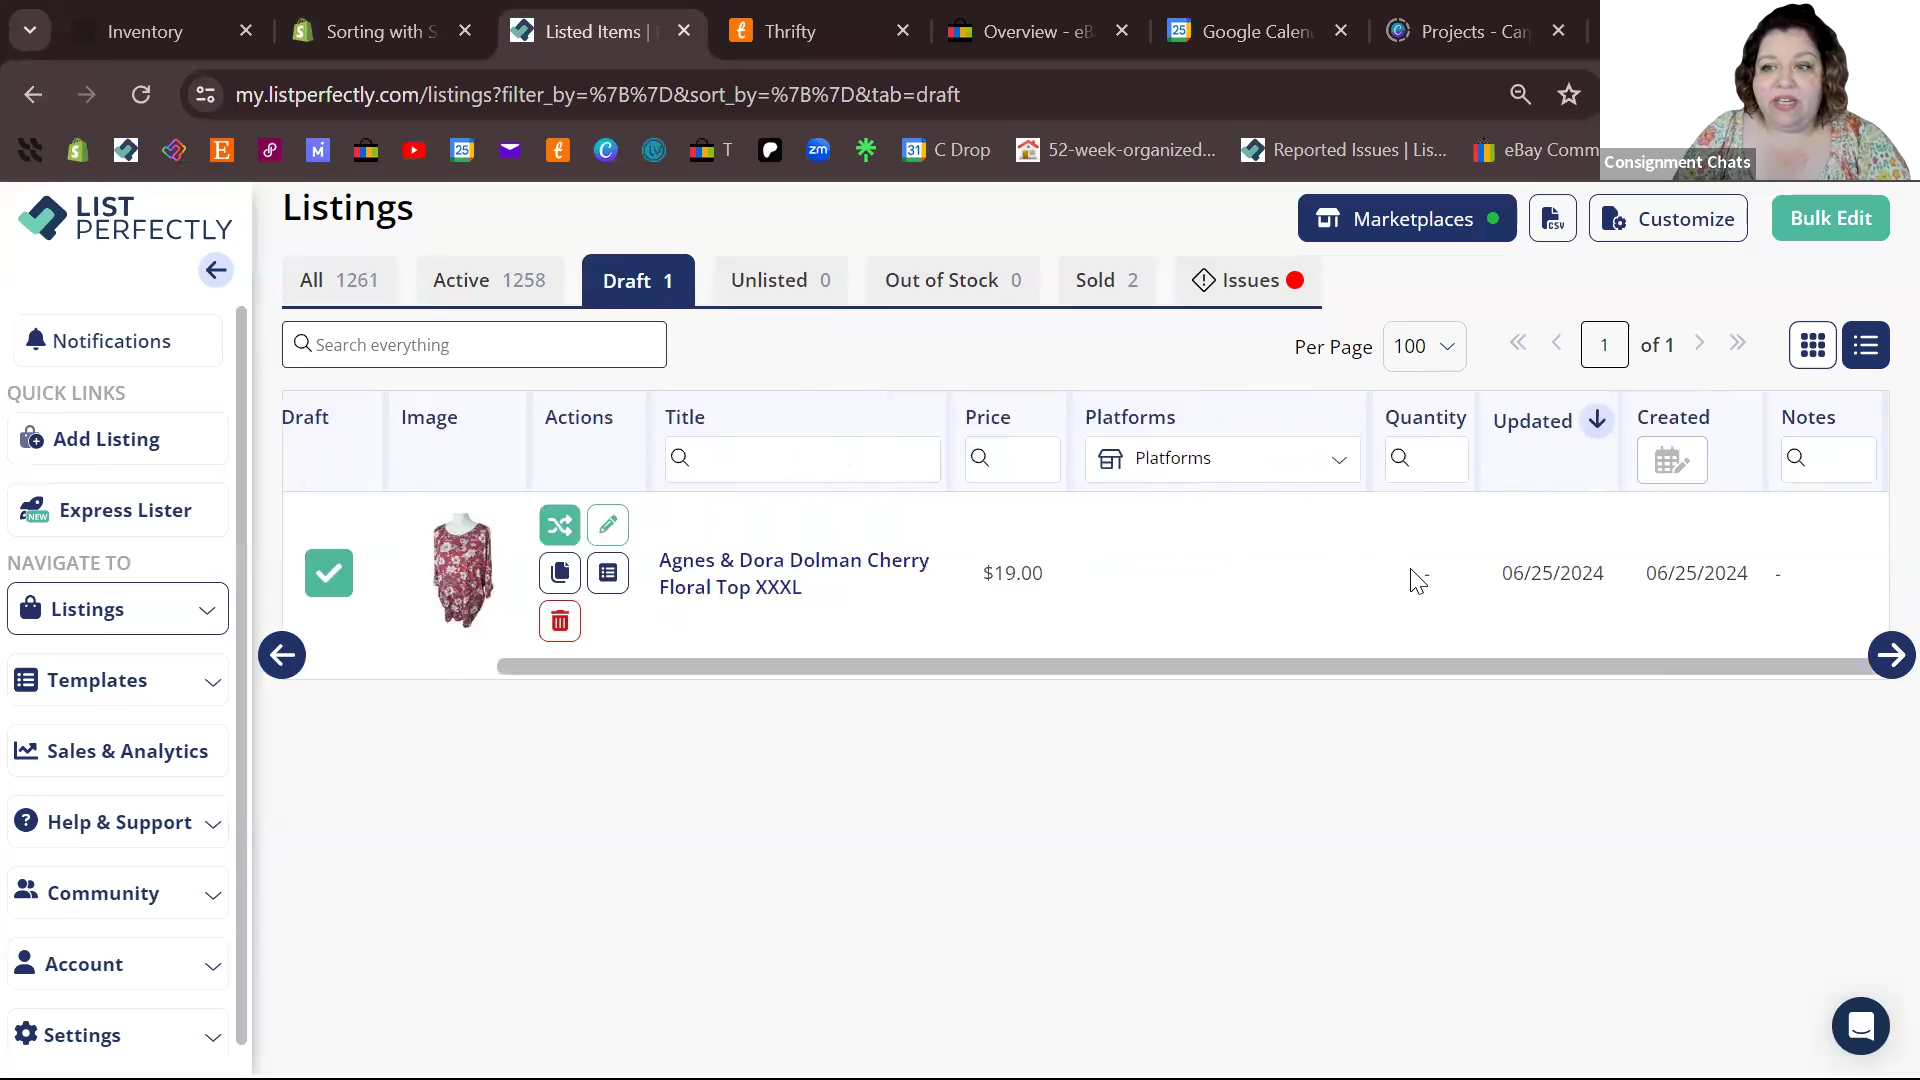 Inventory
Sorting with S
Listed Items |
Thrifty
Overview - eB
Google Calen
Projects - Can
my.listperfectly.com/listings?filter_by=%7B%7D&sort_by=%7B%7D&tab=draft
T
C Drop
52-week-organized...
Reported Issues | Lis...
eBay Comm
Consignment Chats
LIST
PERFECTLY
Listings
Marketplaces
CSV
Customize
Bulk Edit
All 1261
Active 1258
Draft 1
Unlisted 0
Out of Stock 0
Sold 2
Issues
Notifications
Search everything
Per Page
100
1
of 1
QUICK LINKS
Add Listing
NEW
Express Lister
NAVIGATE TO
Listings
Templates
Sales & Analytics
Help & Support
Community
Account
Settings
Draft
Image
Actions
Title
Price
Platforms
Quantity
Updated
Created
Notes
Platforms
Agnes & Dora Dolman Cherry
Floral Top XXXL
$19.00
-
06/25/2024
06/25/2024
-